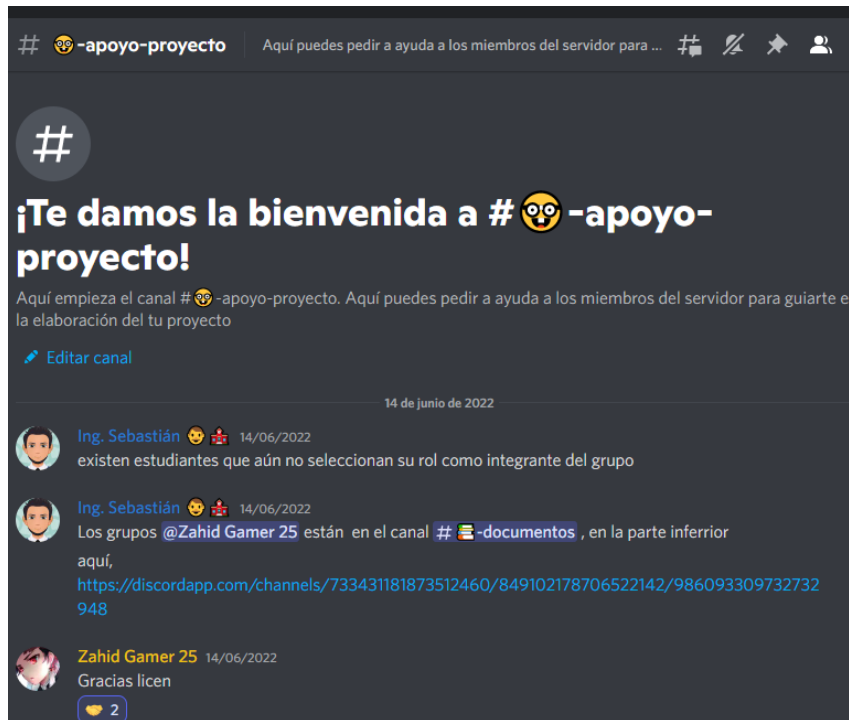 # 🤓-apoyo-proyecto Aquí puedes pedir a ayuda a los miembros del servidor para ...
#
¡Te damos la bienvenida a #🤓-apoyo-
proyecto!
Aquí empieza el canal #🤓-apoyo-proyecto. Aquí puedes pedir a ayuda a los miembros del servidor para guiarte e
la elaboración del tu proyecto
Editar canal
14 de junio de 2022
Ing. Sebastián 14/06/2022
existen estudiantes que aún no seleccionan su rol como integrante del grupo
Ing. Sebastián 14/06/2022
Los grupos @Zahid Gamer 25 están en el canal # 📚-documentos , en la parte inferrior
aquí,
https://discordapp.com/channels/733431181873512460/849102178706522142/986093309732732
948
Zahid Gamer 25 14/06/2022
Gracias licen
🤝 2